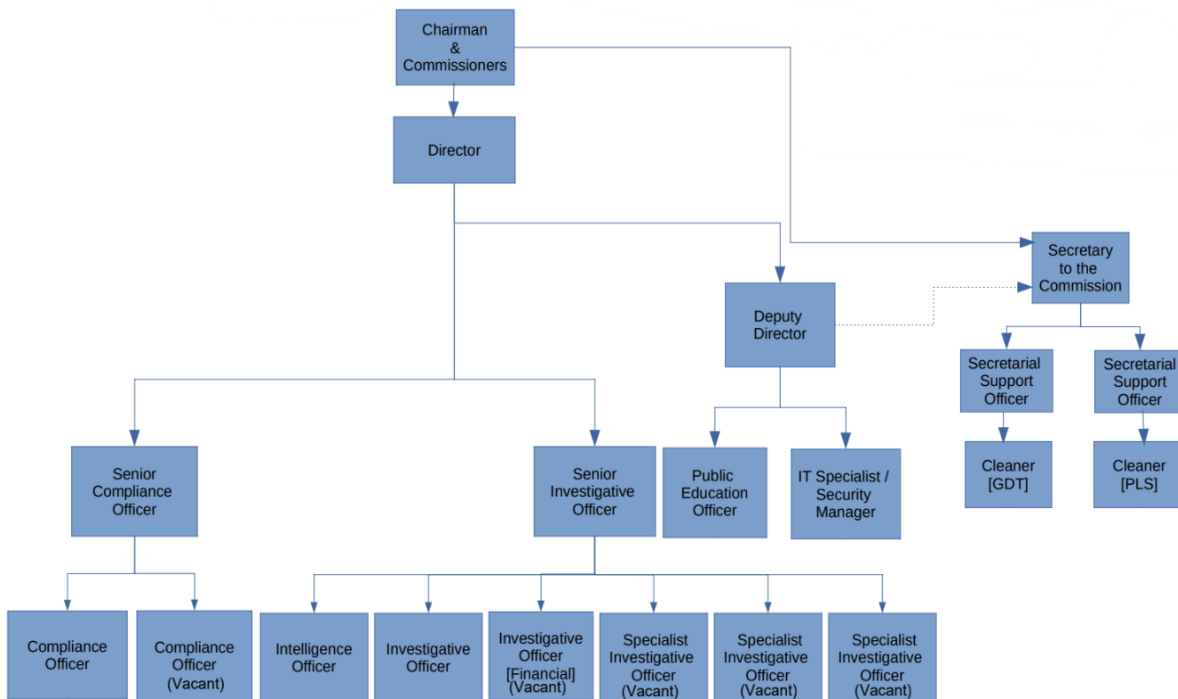 Chairman
&
Commissioners
Director
Secretary
to the
Commission
Deputy
Director
Secretarial
Support
Officer
Secretarial
Support
Officer
Senior
Compliance
Officer
Senior
Investigative
Officer
Public
Education
Officer
IT Specialist /
Security
Manager
Cleaner
[GDT]
Cleaner
[PLS]
Compliance
Officer
Compliance
Officer
(Vacant)
Intelligence
Officer
Investigative
Officer
Investigative
Officer
[Financial]
(Vacant)
Specialist
Investigative
Officer
(Vacant)
Specialist
Investigative
Officer
(Vacant)
Specialist
Investigative
Officer
(Vacant)